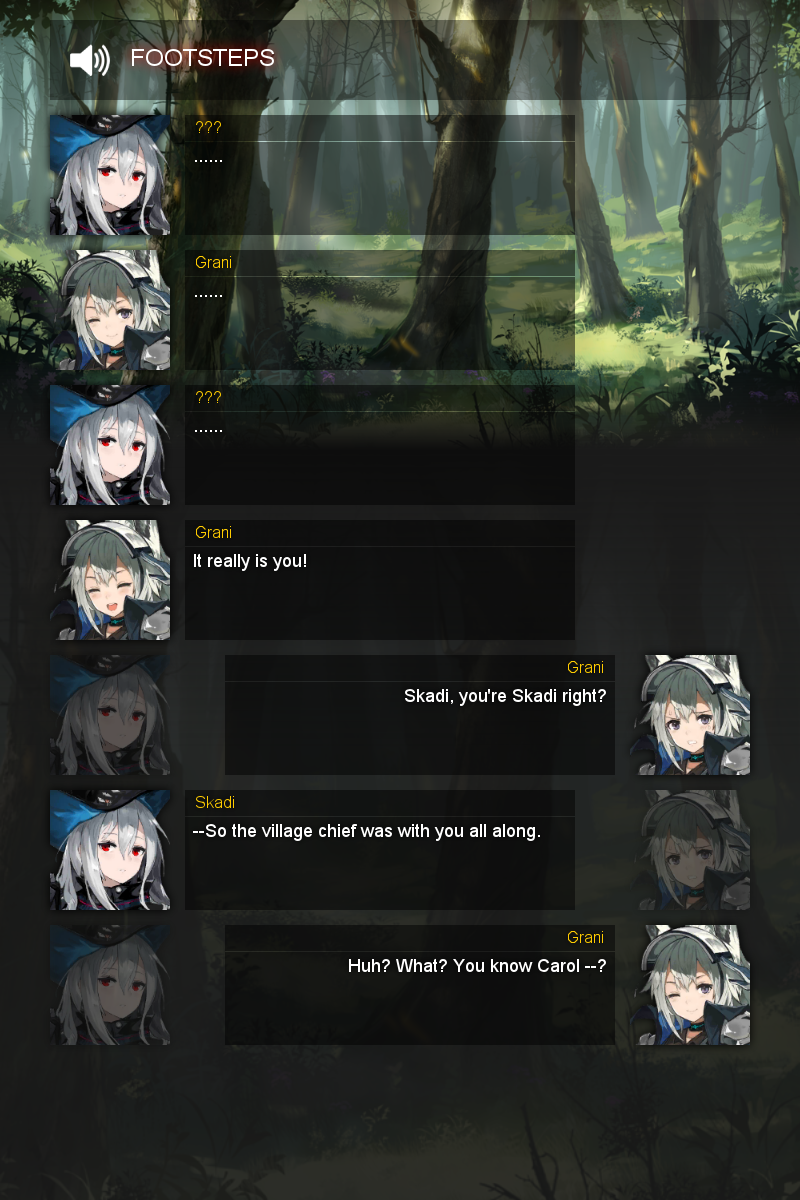 FOOTSTEPS
???
......
Grani
......
???
......
Grani
It really is you!
Grani
Skadi, you're Skadi right?
Skadi
--So the village chief was with you all along.
Grani
Huh? What? You know Carol --?